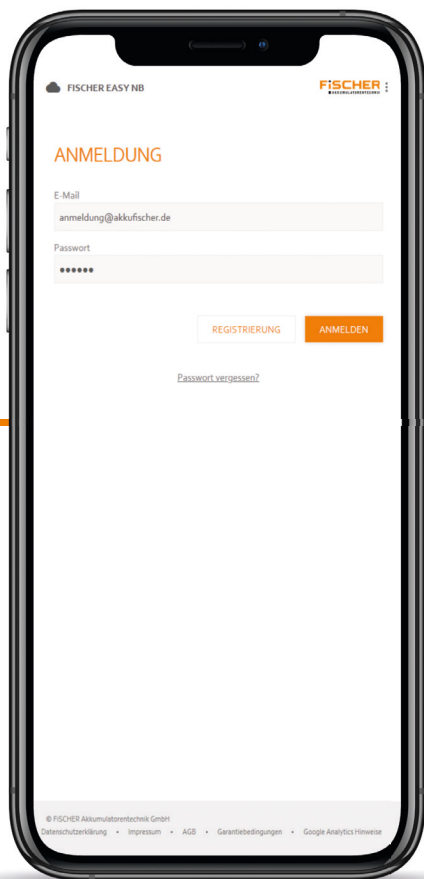 FISCHER EASY NB
FiSCHER
AKKUMULATORENTECHNIK
ANMELDUNG
E-Mail
anmeldung@akkufischer.de
Passwort
••••••
REGISTRIERUNG
ANMELDEN
Passwort vergessen?
© FISCHER Akkumulatorentechnik GmbH
Datenschutzerklärung • Impressum • AGB • Garantiebedingungen • Google Analytics Hinweise